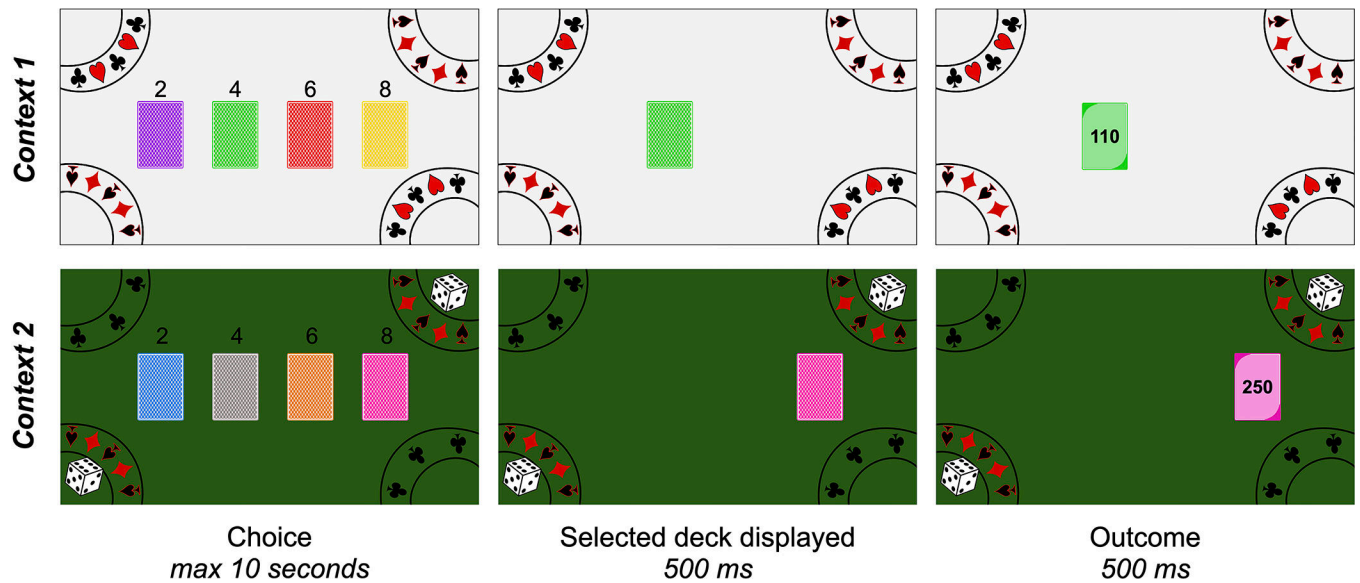 Context 1
2 4 6 8
110
Context 2
2 4 6 8
250
Choice
max 10 seconds
Selected deck displayed
500 ms
Outcome
500 ms